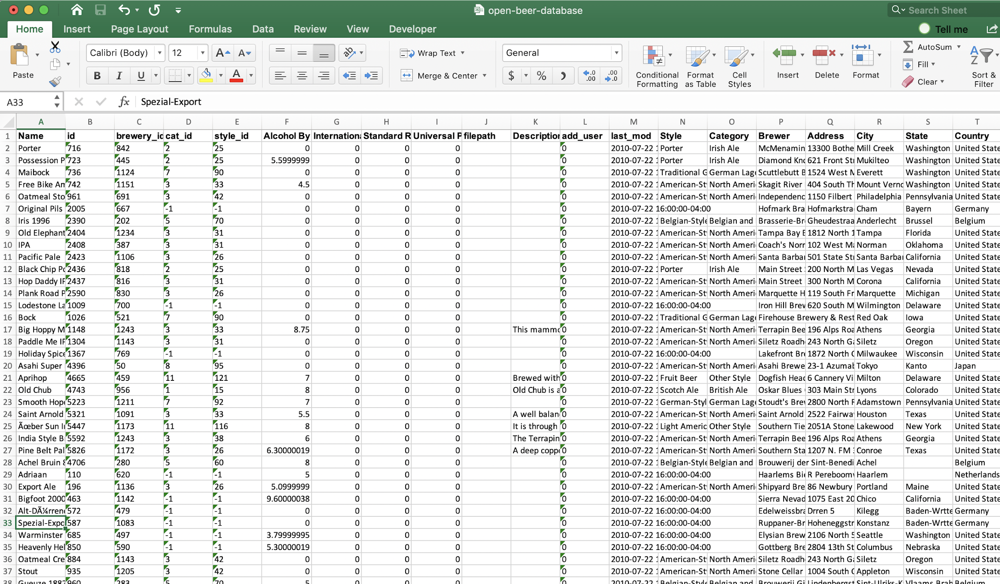 open-beer-database
Search Sheet
Home Insert Page Layout Formulas Data Review View Developer Tell me
Paste Calibri (Body) 12 A A Wrap Text General AutoSum
B I U A Merge & Center $ % Fill
Conditional Formatting Format as Table Cell Styles Insert Delete Format Clear Sort & Filter
A33 fx Spezial-Export
A B C D E F G H I J K L M N O P Q R S T
1 Name id brewery_id cat_id style_id Alcohol By Internationa Standard R Universal P filepath Description add_user last_mod Style Category Brewer Address City State Country
2 Porter 716 842 2 25 0 0 0 0 0 2010-07-22 1 Porter Irish Ale McMenamin 13300 Bothe Mill Creek Washington United State
3 Possession P 723 445 2 25 5.5999999 0 0 0 0 2010-07-22 1 Porter Irish Ale Diamond Kno 621 Front Str Mukilteo Washington United State
4 Maibock 736 1124 7 90 0 0 0 0 0 2010-07-22 1 Traditional G German Lage Scuttlebutt B 1524 West M Everett Washington United State
5 Free Bike Am 742 1151 3 33 4.5 0 0 0 0 2010-07-22 1 American-St North Ameri Skagit River 404 South Th Mount Verno Washington United State
6 Oatmeal Sto 961 691 3 42 0 0 0 0 0 2010-07-22 1 American-St North Ameri Independenc 1150 Filbert Philadelphia Pennsylvania United State
7 Original Pils 2005 667 -1 -1 0 0 0 0 0 2010-07-22 16:00:00-04:00 Hofmark Bra Hofmarkstra Cham Bayern Germany
8 Iris 1996 2390 202 5 70 0 0 0 0 0 2010-07-22 1 Belgian-Style Belgian and Brasserie-Br Gheudestraa Anderlecht Brussel Belgium
9 Old Elephant 2404 1234 3 31 0 0 0 0 0 2010-07-22 1 American-St North Ameri Tampa Bay B 1812 North 1 Tampa Florida United State
10 IPA 2408 387 3 31 0 0 0 0 0 2010-07-22 1 American-St North Ameri Coach's Norr 102 West Ma Norman Oklahoma United State
11 Pacific Pale 2423 1106 3 26 0 0 0 0 0 2010-07-22 1 American-St North Ameri Santa Barbar 501 State Str Santa Barbar California United State
12 Black Chip Po 2436 818 2 25 0 0 0 0 0 2010-07-22 1 Porter Irish Ale Main Street 200 North M Las Vegas Nevada United State
13 Hop Daddy IP 2437 816 3 31 0 0 0 0 0 2010-07-22 1 American-St North Ameri Main Street 300 North M Corona California United State
14 Plank Road P 2590 830 3 26 0 0 0 0 0 2010-07-22 1 American-St North Ameri Marquette H 119 South Fr Marquette Michigan United State
15 Lodestone La 1009 700 -1 -1 0 0 0 0 0 2010-07-22 16:00:00-04:00 Iron Hill Brew 620 South M Wilmington Delaware United State
16 Bock 1026 521 7 90 0 0 0 0 0 2010-07-22 1 Traditional G German Lage Firehouse Brewery & Rest Red Oak Iowa United State
17 Big Hoppy M 1148 1243 3 33 8.75 0 0 0 This mammo 0 2010-07-22 1 American-St North Ameri Terrapin Bee 196 Alps Roa Athens Georgia United State
18 Paddle Me IP 1304 1143 3 31 0 0 0 0 0 2010-07-22 1 American-St North Ameri Siletz Roadh 243 North Ga Siletz Oregon United State
19 Holiday Spice 1367 769 -1 -1 0 0 0 0 0 2010-07-22 16:00:00-04:00 Lakefront Bre 1872 North C Milwaukee Wisconsin United State
20 Asahi Super 4396 50 8 95 0 0 0 0 0 2010-07-22 1 American-St North Ameri Asahi Brewe 23-1 Azumab Tokyo Kanto Japan
21 Aprihop 4665 459 11 121 7 0 0 0 Brewed with 0 2010-07-22 1 Fruit Beer Other Style Dogfish Head 6 Cannery Vi Milton Delaware United State
22 Old Chub 4743 956 1 15 8 0 0 0 Old Chub is a 0 2010-07-22 1 Scotch Ale British Ale Oskar Blues 303 Main Str Lyons Colorado United State
23 Smooth Hope 5223 1211 7 92 7 0 0 0 0 2010-07-22 1 German-Styl German Lage Stoudt's Brew 2800 North R Adamstown Pennsylvania United State
24 Saint Arnold 5321 1091 3 33 5.5 0 0 0 A well balan 0 2010-07-22 1 American-St North Ameri Saint Arnold 2522 Fairwa Houston Texas United State
25 Ãœber Sun In 5447 1173 11 116 8 0 0 0 It is through 0 2010-07-22 1 Light Americ Other Style Southern Tie 2051A Stone Lakewood New York United State
26 India Style B 5592 1243 3 38 6 0 0 0 The Terrapin 0 2010-07-22 1 American-St North Ameri Terrapin Bee 196 Alps Roa Athens Georgia United State
27 Pine Belt Pal 5826 1172 3 26 6.30000019 0 0 0 A deep coppe 0 2010-07-22 1 American-St North Ameri Southern Sta 1207 N. FM 3 Conroe Texas United State
28 Achel Bruin 8 4706 280 5 60 8 0 0 0 0 2010-07-22 1 Belgian-Style Belgian and Brouwerij der Sint-Benedi Achel Belgium
29 Adriaan 110 620 -1 -1 5 0 0 0 0 2010-07-22 16:00:00-04:00 Haarlems Bie R Pereboomw Haarlem Netherlands
30 Export Ale 196 1136 3 26 5.0999999 0 0 0 0 2010-07-22 1 American-St North Ameri Shipyard Bre 86 Newbury Portland Maine United State
31 Bigfoot 2000 463 1142 -1 -1 9.60000038 0 0 0 0 2010-07-22 16:00:00-04:00 Sierra Nevad 1075 East 20 Chico California United State
32 Alt-DÃ¼rrene 572 479 -1 -1 0 0 0 0 0 2010-07-22 16:00:00-04:00 Edelweissbra Drren 5 Kilegg Baden-Wrtte Germany
33 Spezial-Expo 587 1083 -1 -1 0 0 0 0 0 2010-07-22 16:00:00-04:00 Ruppaner-Br Hoheneggstr Konstanz Baden-Wrtte Germany
34 Warminster 685 497 -1 -1 3.79999995 0 0 0 0 2010-07-22 16:00:00-04:00 Elysian Brew 2106 North 5 Seattle Washington United State
35 Heavenly Hel 850 590 -1 -1 5.30000019 0 0 0 0 2010-07-22 16:00:00-04:00 Gottberg Bre 2804 13th St Columbus Nebraska United State
36 Oatmeal Cre 884 1143 3 42 0 0 0 0 0 2010-07-22 1 American-St North Ameri Siletz Roadh 243 North Ga Siletz Oregon United State
37 Stout 935 1205 3 42 0 0 0 0 0 2010-07-22 1 American-St North Ameri Stone Cellar 1004 South C Appleton Wisconsin United State
38 Gueuze 1882 960 283 5 70 5 0 0 0 0 2010-07-22 1 Belgian-Style Belgian and Brouwerij Gi Lindenbergst Sint-Ulriks-K Vlaams Brab Belgium